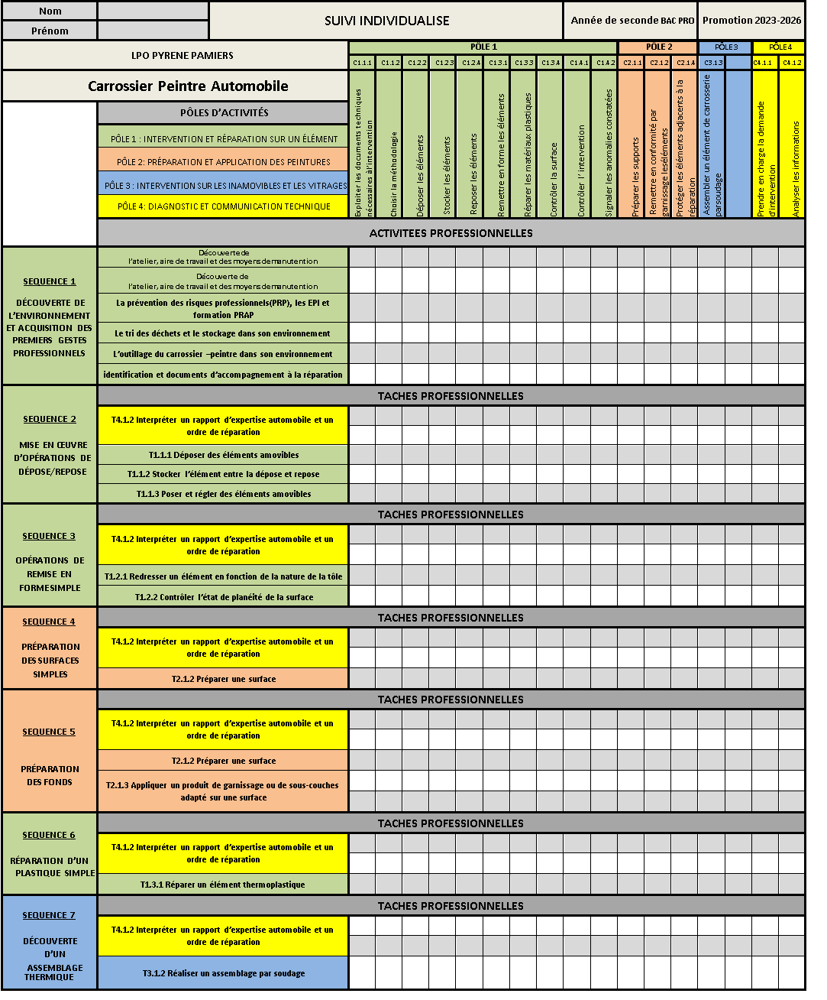 Nom
Prénom
SUIVI INDIVIDUALISE
Année de seconde BAC PRO
Promotion 2023-2026
LPO PYRENE PAMIERS
PÔLE 1
PÔLE 2
PÔLE 3
PÔLE 4
C1.1.1 C1.1.2 C1.2.2 C1.2.3 C1.2.4 C1.3.1 C1.3.3 C1.3.4 C1.4.1 C1.4.2 C2.1.1 C2.1.2 C2.1.4 C3.1.3 C4.1.1 C4.1.2
Carrossier Peintre Automobile
PÔLES D’ACTIVITÉS
PÔLE 1 : INTERVENTION ET RÉPARATION SUR UN ÉLÉMENT
PÔLE 2: PRÉPARATION ET APPLICATION DES PEINTURES
PÔLE 3 : INTERVENTION SUR LES INAMOVIBLES ET LES VITRAGES
PÔLE 4: DIAGNOSTIC ET COMMUNICATION TECHNIQUE
Exploiter les documents techniques
nécessaires àl’intervention
Choisir la méthodologie
Déposer les éléments
Stocker les éléments
Reposer les éléments
Remettre en forme les éléments
Réparer les matériaux plastiques
Contrôler la surface
Contrôler l’ intervention
Signaler les anomalies constatées
Préparer les supports
Remettre en conformité par
garnissage leséléments
Protéger les éléments adjacents à la
réparation
Assembler un élément de carrosserie
parsoudage
Prendre en charge la demande
d’intervention
Analyser les informations
ACTIVITEES PROFESSIONNELLES
SEQUENCE 1
DÉCOUVERTE DE
L’ENVIRONNEMENT
ET ACQUISITION DES
PREMIERS GESTES
PROFESSIONNELS
Découverte de
l’atelier, aire de travail et des moyens demanutention
Découverte de
l’atelier, aire de travail et des moyens demanutention
La prévention des risques professionnels(PRP), les EPI et
formation PRAP
Le tri des déchets et le stockage dans son environnement
L’outillage du carrossier –peintre dans son environnement
identification et documents d’accompagnement à la réparation
TACHES PROFESSIONNELLES
SEQUENCE 2
MISE EN ŒUVRE
D’OPÉRATIONS DE
DÉPOSE/REPOSE
T4.1.2 Interpréter un rapport d’expertise automobile et un
ordre de réparation
T1.1.1 Déposer des éléments amovibles
T1.1.2 Stocker l’élément entre la dépose et repose
T1.1.3 Poser et régler des éléments amovibles
TACHES PROFESSIONNELLES
SEQUENCE 3
OPÉRATIONS DE
REMISE EN
FORMESIMPLE
T4.1.2 Interpréter un rapport d’expertise automobile et un
ordre de réparation
T1.2.1 Redresser un élément en fonction de la nature de la tôle
T1.2.2 Contrôler l’état de planéité de la surface
TACHES PROFESSIONNELLES
SEQUENCE 4
PRÉPARATION
DES SURFACES
SIMPLES
T4.1.2 Interpréter un rapport d’expertise automobile et un
ordre de réparation
T2.1.2 Préparer une surface
TACHES PROFESSIONNELLES
SEQUENCE 5
PRÉPARATION
DES FONDS
T4.1.2 Interpréter un rapport d’expertise automobile et un
ordre de réparation
T2.1.2 Préparer une surface
T2.1.3 Appliquer un produit de garnissage ou de sous-couches
adapté sur une surface
TACHES PROFESSIONNELLES
SEQUENCE 6
RÉPARATION D’UN
PLASTIQUE SIMPLE
T4.1.2 Interpréter un rapport d’expertise automobile et un
ordre de réparation
T1.3.1 Réparer un élément thermoplastique
TACHES PROFESSIONNELLES
SEQUENCE 7
DÉCOUVERTE
D’UN
ASSEMBLAGE
THERMIQUE
T4.1.2 Interpréter un rapport d’expertise automobile et un
ordre de réparation
T3.1.2 Réaliser un assemblage par soudage